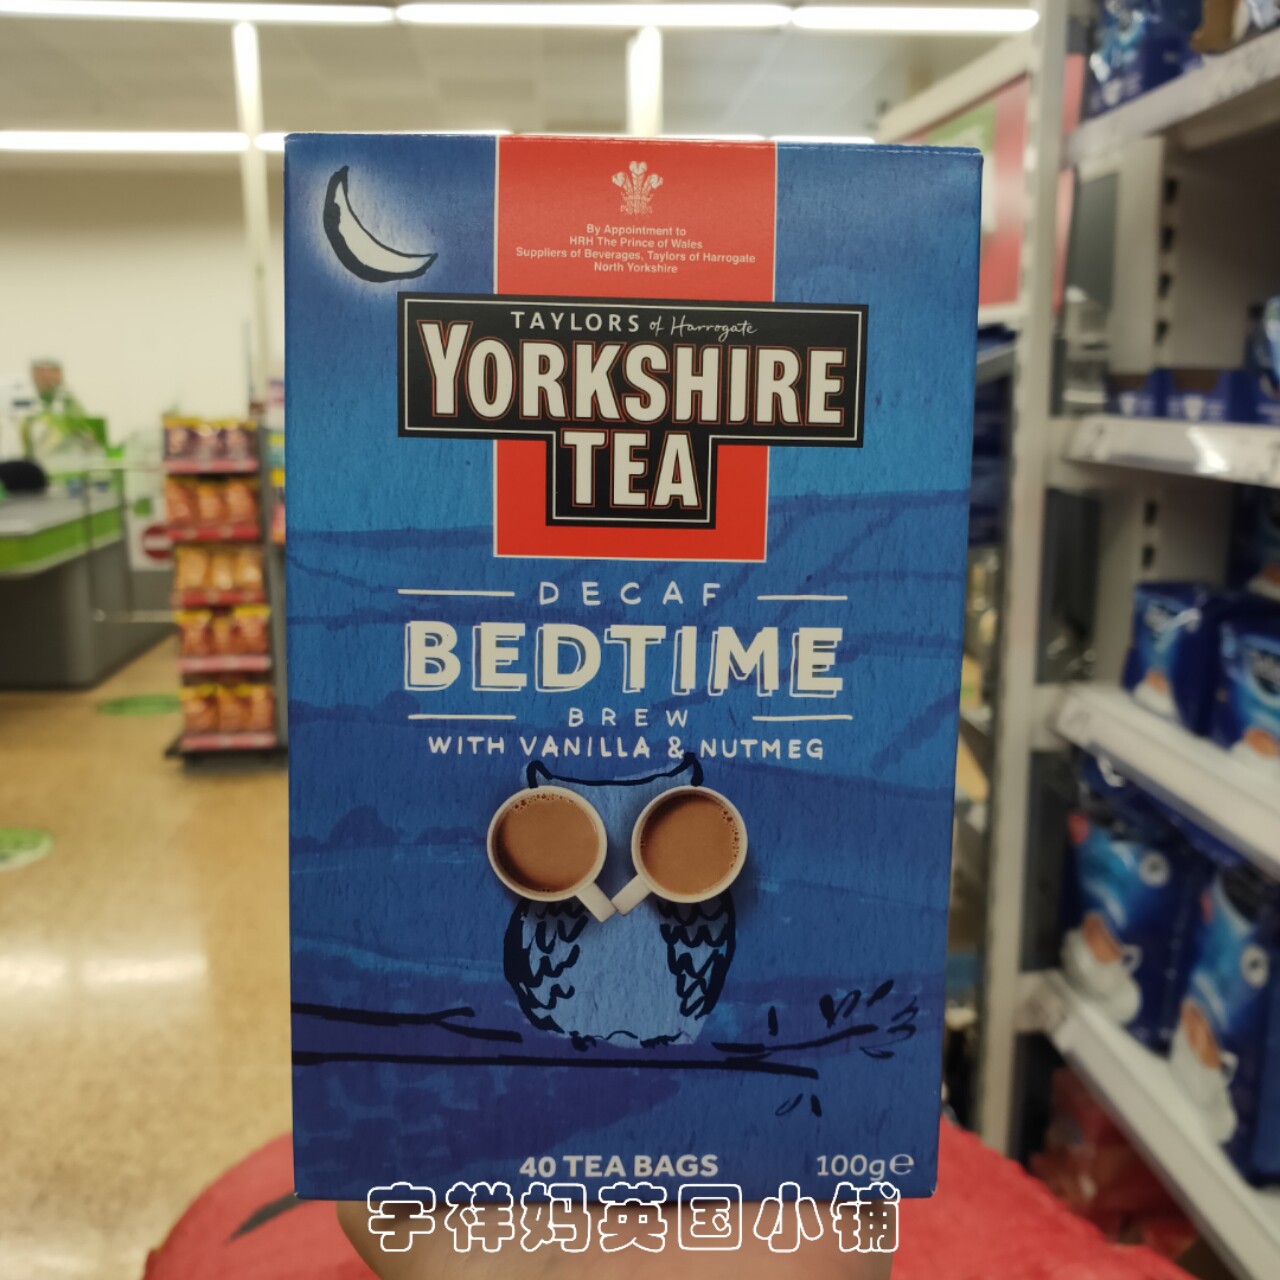 By Appointment to
HRH The Prince of Wales
Suppliers of Beverages, Taylors of Harrogate
North Yorkshire
TAYLORS of Harrogate
YORKSHIRE
TEA
DECAF
BEDTIME
BREW
WITH VANILLA & NUTMEG
40 TEA BAGS 100g℮
宇祥妈英国小铺